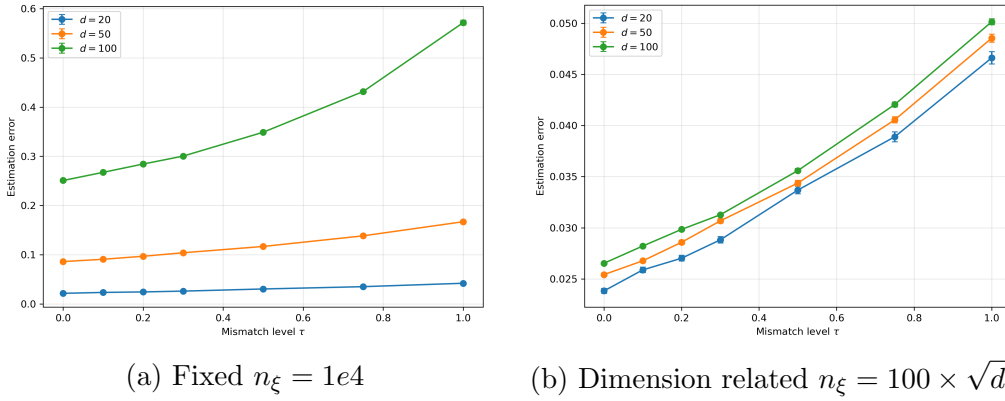 0.6
0.5
0.4
0.3
0.2
0.1
0.0
Estimation error
d = 20
d = 50
d = 100
0.0 0.2 0.4 0.6 0.8 1.0
Mismatch level τ
(a) Fixed n_ξ = 1e4
0.050
0.045
0.040
0.035
0.030
0.025
Estimation error
d = 20
d = 50
d = 100
0.0 0.2 0.4 0.6 0.8 1.0
Mismatch level τ
(b) Dimension related n_ξ = 100 × √d